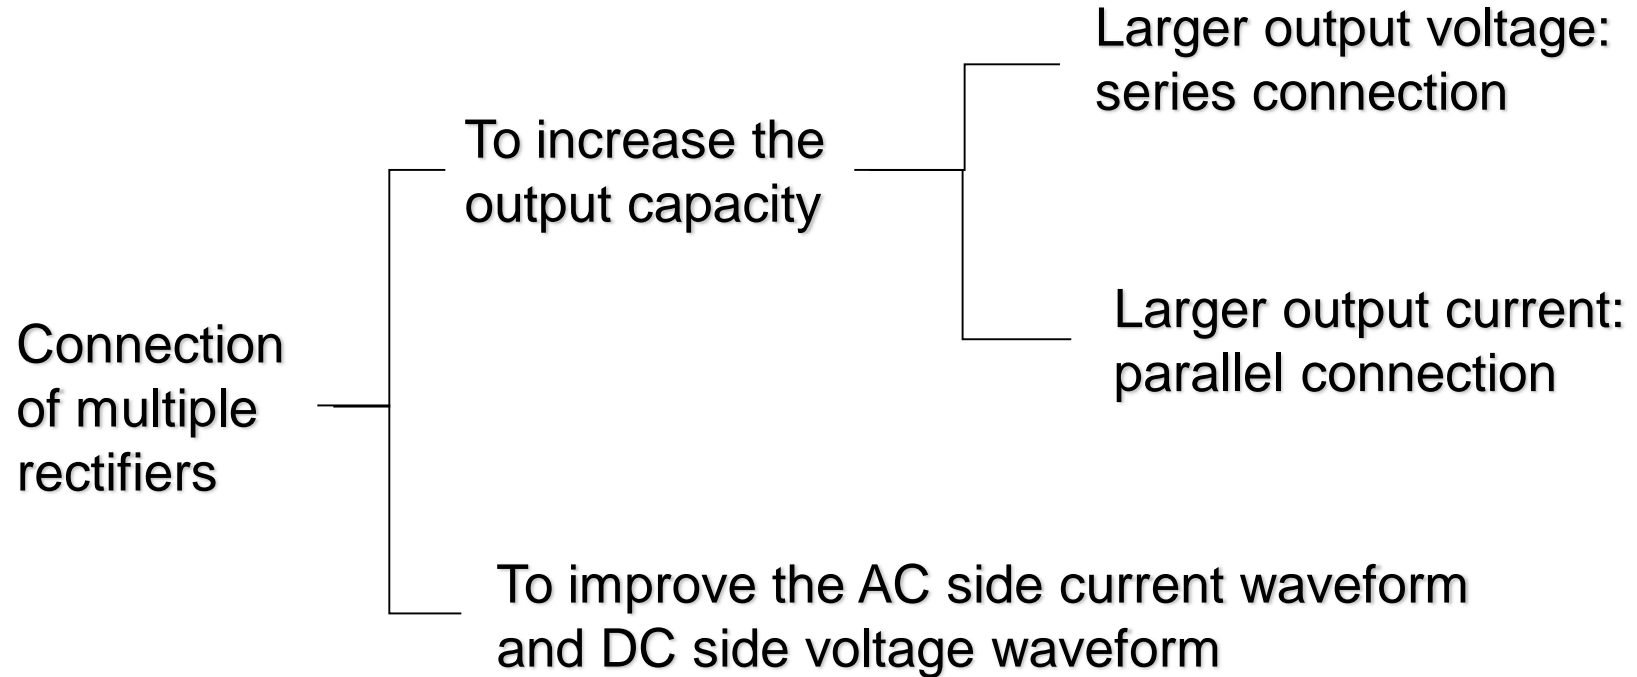 Connection
of multiple
rectifiers
To increase the
output capacity
Larger output voltage:
series connection
Larger output current:
parallel connection
To improve the AC side current waveform
and DC side voltage waveform